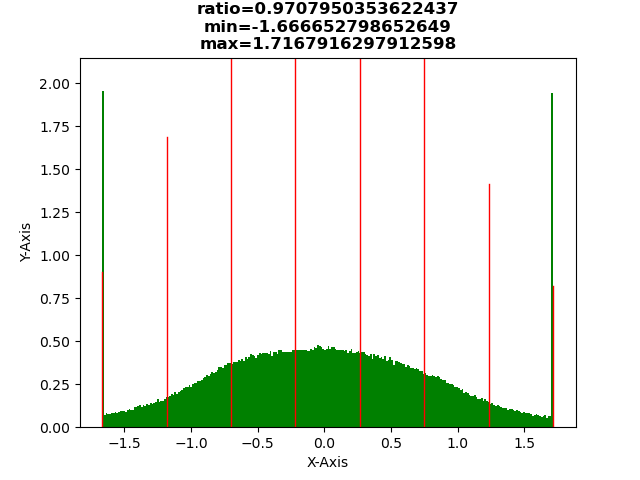 ratio=0.9707950353622437
min=-1.666652798652649
max=1.7167916297912598
2.00
1.75
1.50
1.25
1.00
0.75
0.50
0.25
0.00
Y-Axis
−1.5 −1.0 −0.5 0.0 0.5 1.0 1.5
X-Axis